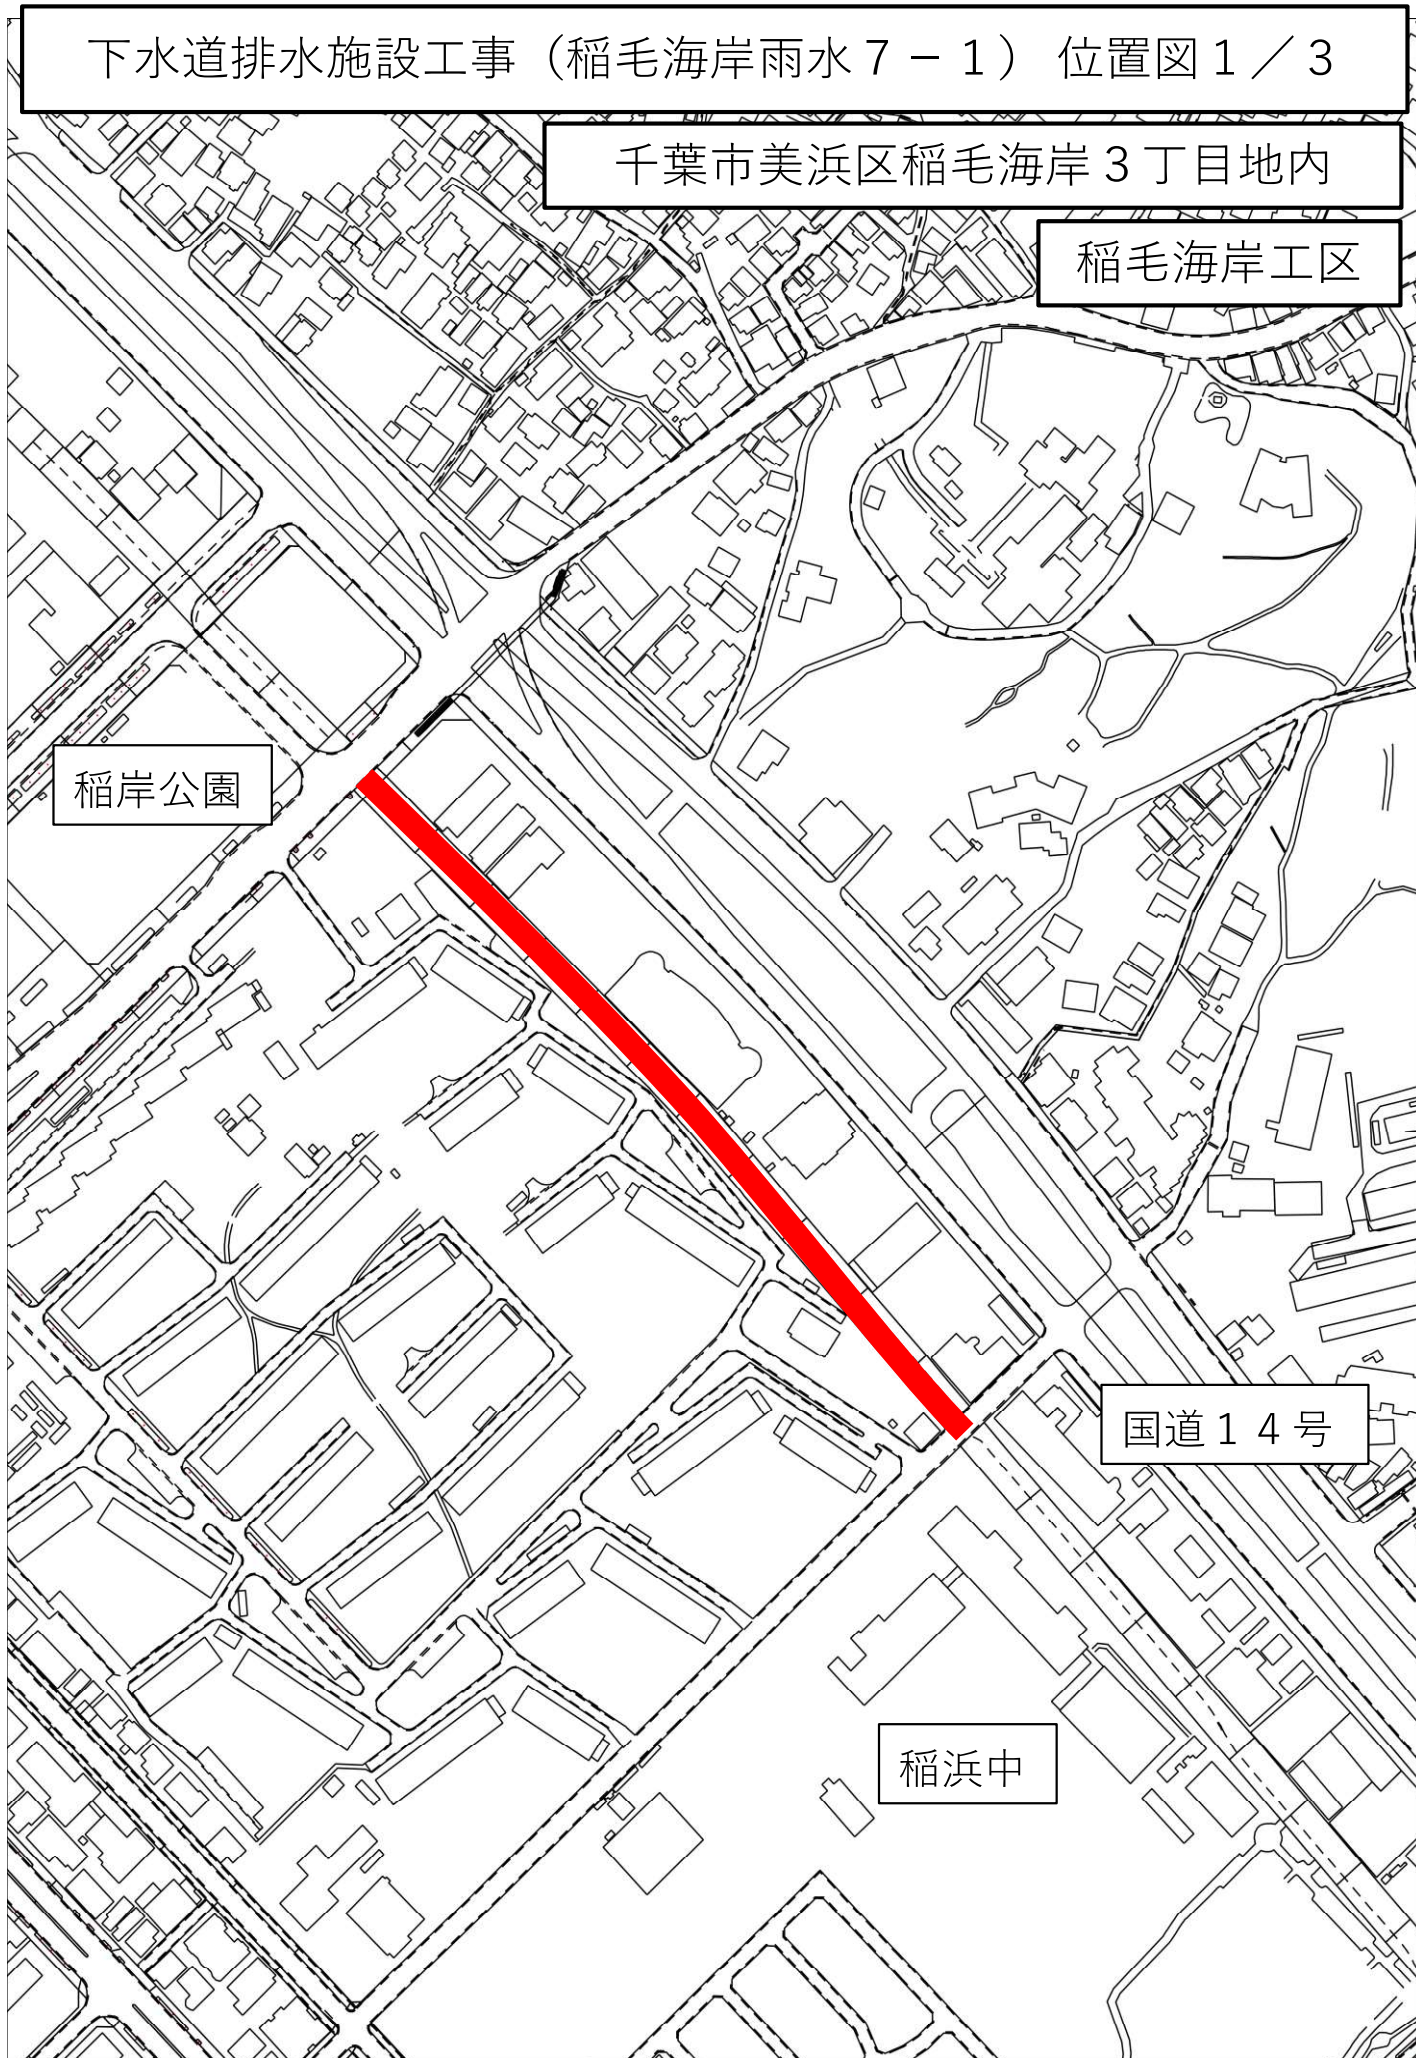 下水道排水施設工事（稲毛海岸雨水７－１） 位置図１／３
千葉市美浜区稲毛海岸３丁目地内
稲毛海岸工区
稲岸公園
国道１４号
稲浜中